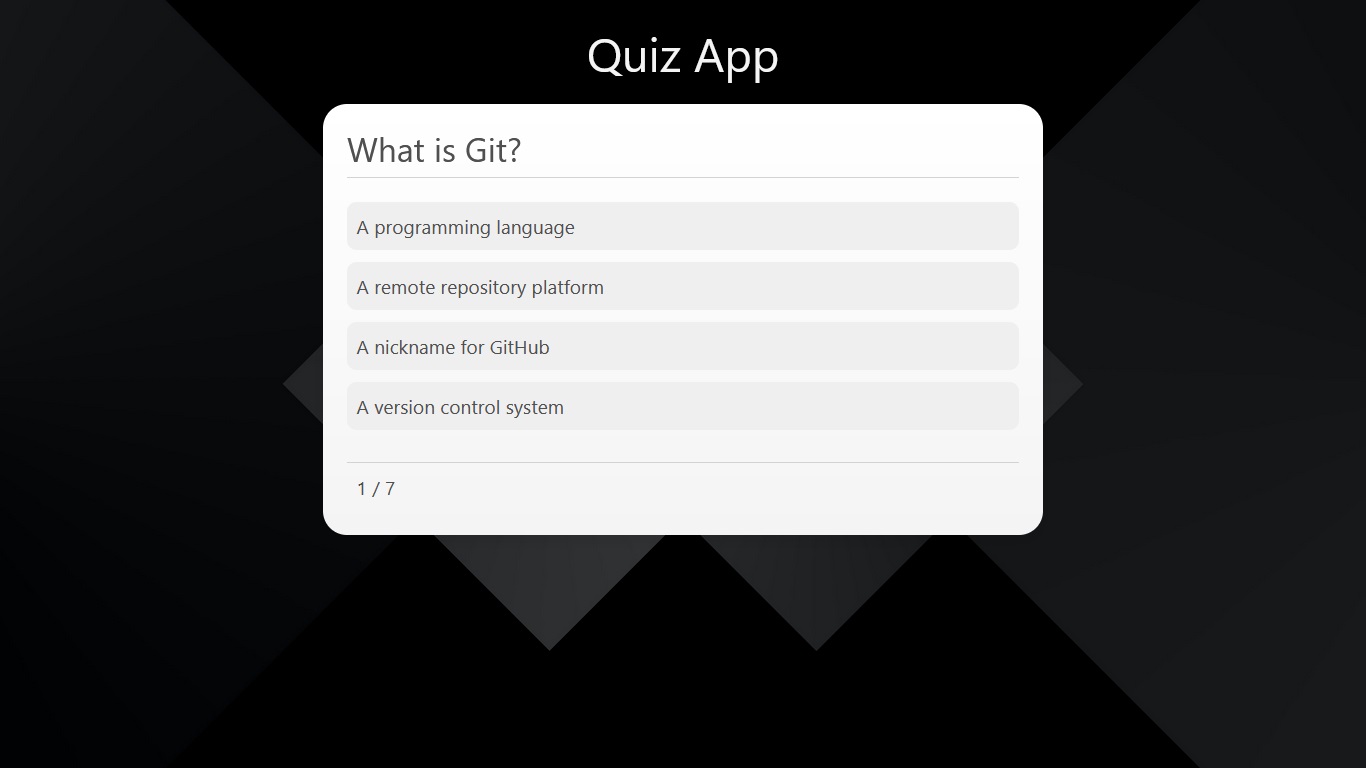 Quiz App
What is Git?
A programming language
A remote repository platform
A nickname for GitHub
A version control system
1 / 7